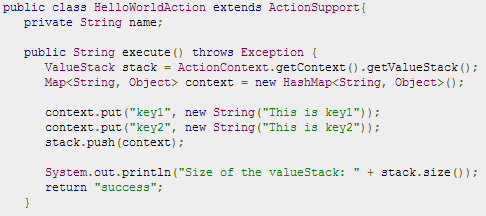 public class HelloWorldAction extends ActionSupport{
   private String name;

   public String execute() throws Exception {
      ValueStack stack = ActionContext.getContext().getValueStack();
      Map<String, Object> context = new HashMap<String, Object>();

      context.put("key1", new String("This is key1"));
      context.put("key2", new String("This is key2"));
      stack.push(context);

      System.out.println("Size of the valueStack: " + stack.size());
      return "success";
   }